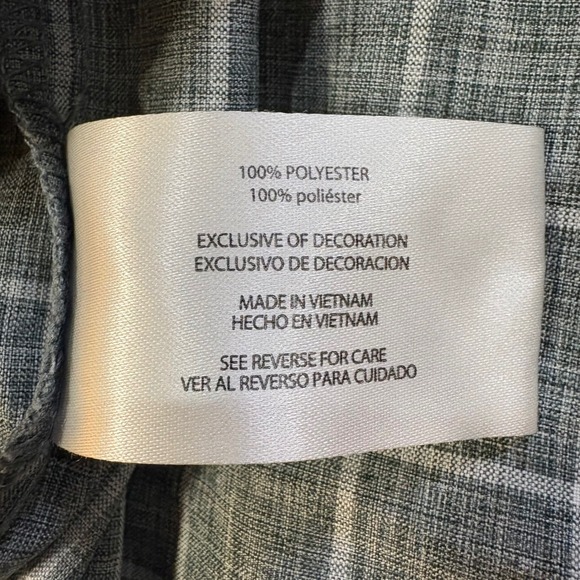 100% POLYESTER
100% poliéster
EXCLUSIVE OF DECORATION
EXCLUSIVO DE DECORACION
MADE IN VIETNAM
HECHO EN VIETNAM
SEE REVERSE FOR CARE
VER AL REVERSO PARA CUIDADO